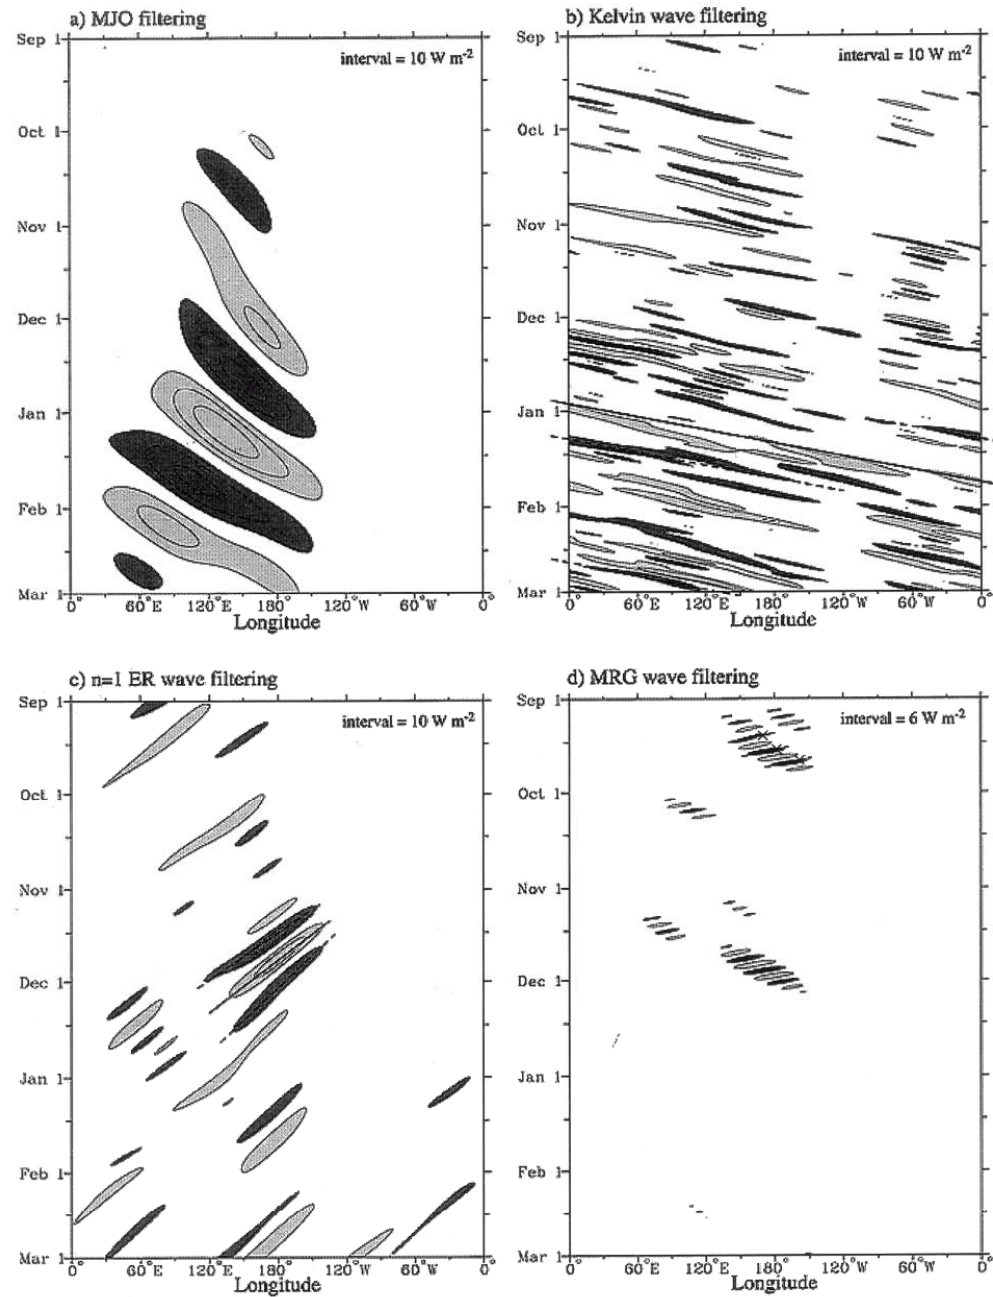 a) MJO filtering
interval = 10 W m⁻²
Sep 1
Oct 1
Nov 1
Dec 1
Jan 1
Feb 1
Mar 1
0° 60°E 120°E 180° 120°W 60°W 0°
Longitude
b) Kelvin wave filtering
interval = 10 W m⁻²
Sep 1
Oct 1
Nov 1
Dec 1
Jan 1
Feb 1
Mar 1
0° 60°E 120°E 180° 120°W 60°W 0°
Longitude
c) n=1 ER wave filtering
interval = 10 W m⁻²
Sep 1
Oct 1
Nov 1
Dec 1
Jan 1
Feb 1
Mar 1
0° 60°E 120°E 180° 120°W 60°W 0°
Longitude
d) MRG wave filtering
interval = 6 W m⁻²
Sep 1
Oct 1
Nov 1
Dec 1
Jan 1
Feb 1
Mar 1
0° 60°E 120°E 180° 120°W 60°W 0°
Longitude